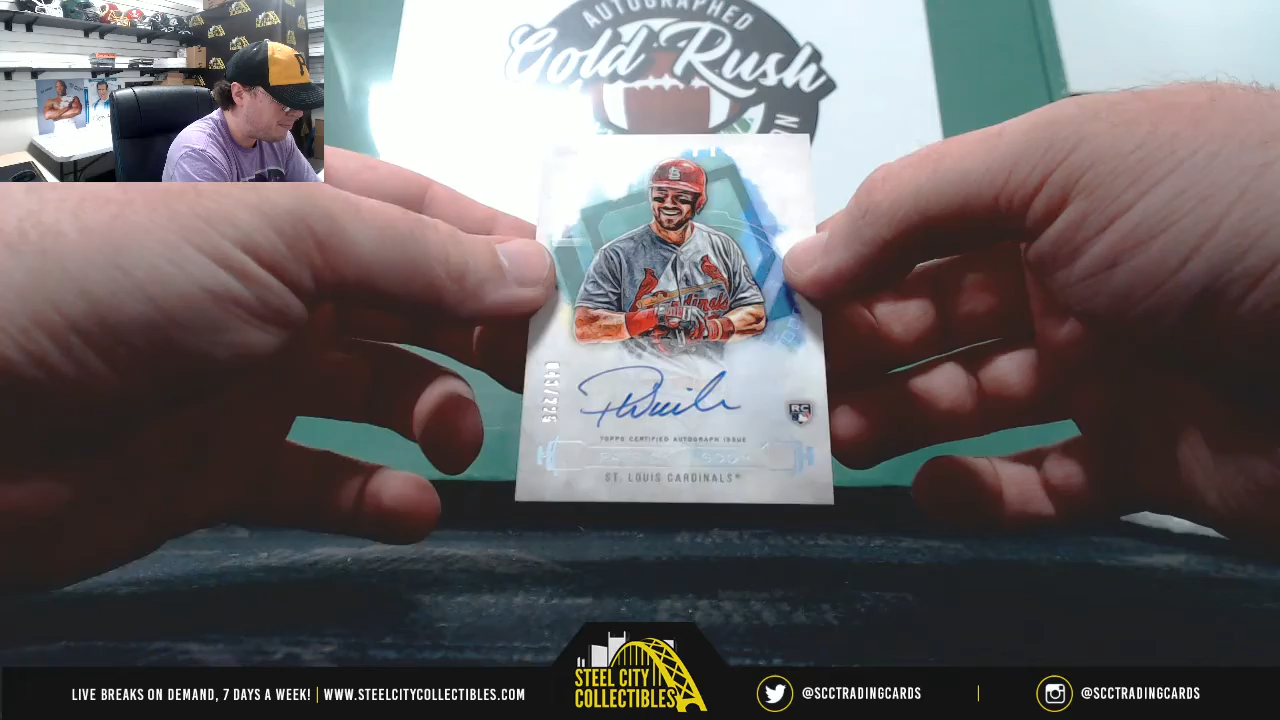 AUTOGRAPHED
Gold Rush
Cardinals
RC
TOPPS CERTIFIED AUTOGRAPH ISSUE
ST. LOUIS CARDINALS®
LIVE BREAKS ON DEMAND, 7 DAYS A WEEK! | WWW.STEELCITYCOLLECTIBLES.COM
STEEL CITY
COLLECTIBLES
@SCCTRADINGCARDS
@SCCTRADINGCARDS